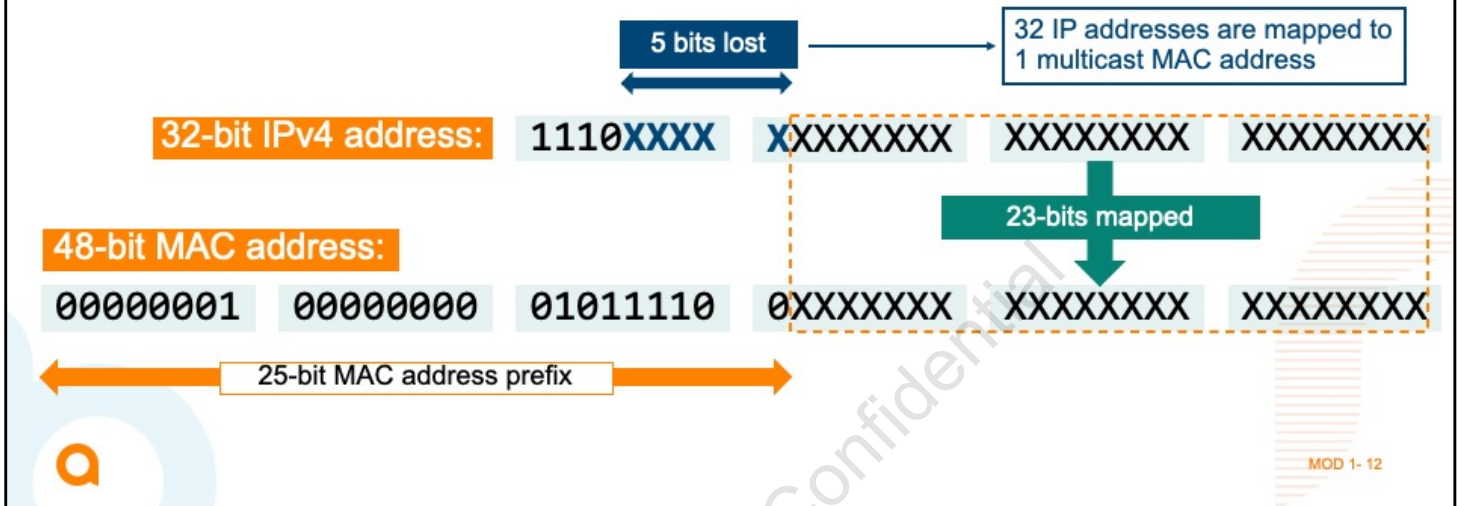 5 bits lost
32 IP addresses are mapped to
1 multicast MAC address
32-bit IPv4 address: 1110XXXX XXXXXXXX XXXXXXXX XXXXXXXX
23-bits mapped
48-bit MAC address:
00000001 00000000 01011110 0XXXXXXX XXXXXXXX XXXXXXXX
25-bit MAC address prefix
Confidential
a
MOD 1- 12